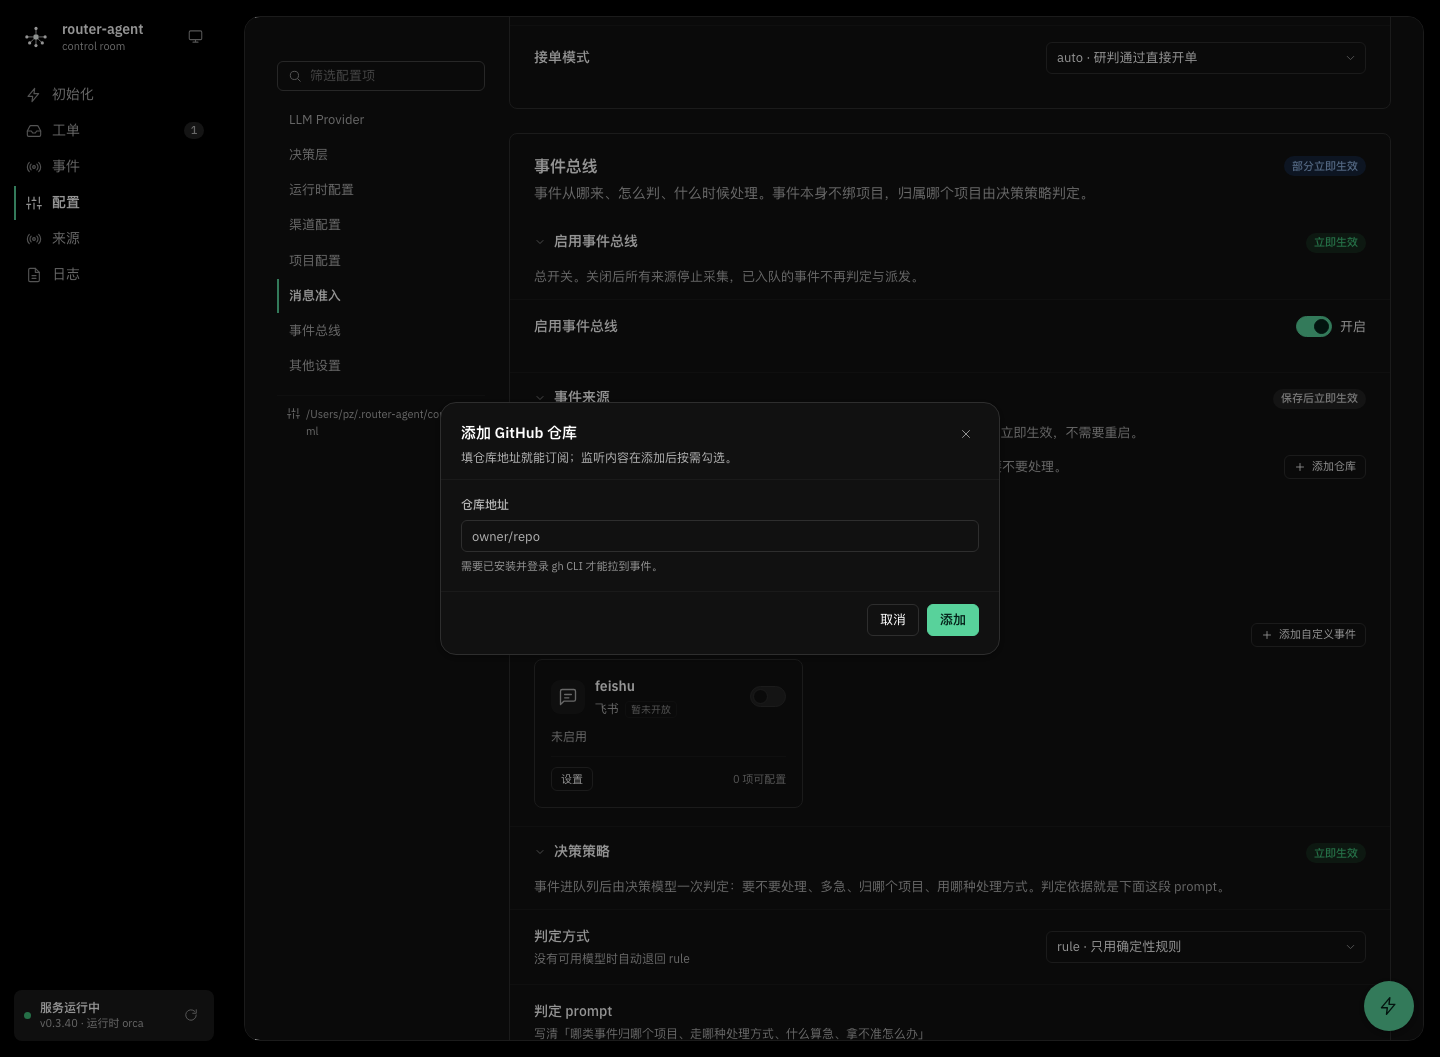 router-agent
control room
初始化
工单
1
事件
配置
来源
日志
服务运行中
v0.3.40 · 运行时 orca
筛选配置项
LLM Provider
决策层
运行时配置
渠道配置
项目配置
消息准入
事件总线
其他设置
/Users/pz/.router-agent/co
ml
接单模式
auto · 研判通过直接开单
事件总线
部分立即生效
事件从哪来、怎么判、什么时候处理。事件本身不绑项目，归属哪个项目由决策策略判定。
启用事件总线
立即生效
总开关。关闭后所有来源停止采集，已入队的事件不再判定与派发。
启用事件总线
开启
事件来源
保存后立即生效
立即生效，不需要重启。
不要处理。
添加仓库
添加 GitHub 仓库
填仓库地址就能订阅；监听内容在添加后按需勾选。
仓库地址
owner/repo
需要已安装并登录 gh CLI 才能拉到事件。
取消
添加
添加自定义事件
feishu
飞书
暂未开放
未启用
设置
0 项可配置
决策策略
立即生效
事件进队列后由决策模型一次判定：要不要处理、多急、归哪个项目、用哪种处理方式。判定依据就是下面这段 prompt。
判定方式
没有可用模型时自动退回 rule
rule · 只用确定性规则
判定 prompt
写清「哪类事件归哪个项目、走哪种处理方式、什么算急、拿不准怎么办」